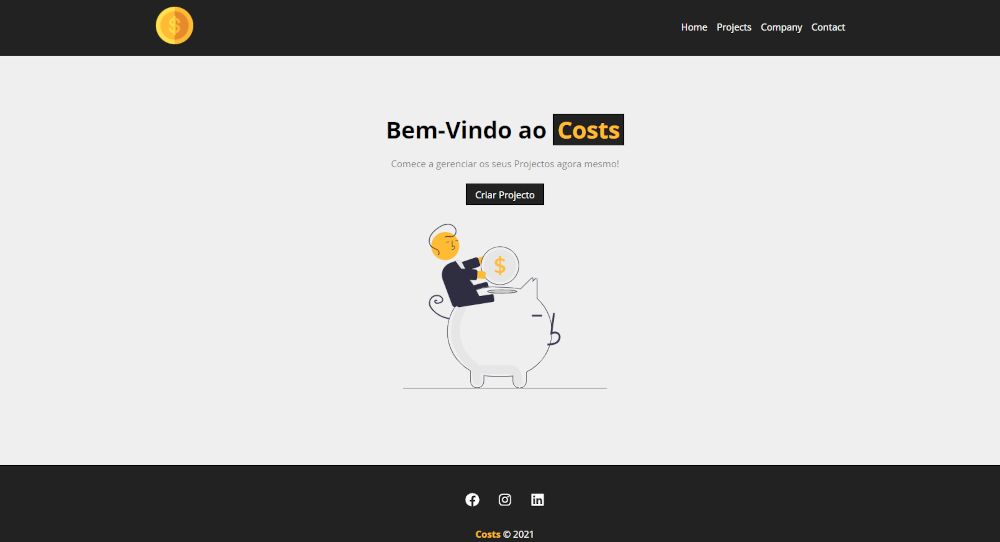 $
Home Projects Company Contact
Bem-Vindo ao Costs
Comece a gerenciar os seus Projectos agora mesmo!
Criar Projecto
$
Costs © 2021